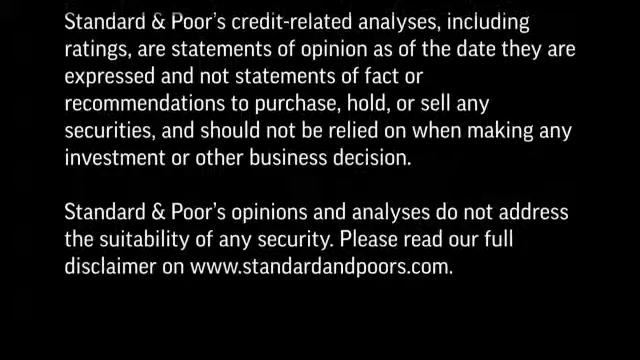 Standard & Poor's credit-related analyses, including
ratings, are statements of opinion as of the date they are
expressed and not statements of fact or
recommendations to purchase, hold, or sell any
securities, and should not be relied on when making any
investment or other business decision.
Standard & Poor's opinions and analyses do not address
the suitability of any security. Please read our full
disclaimer on www.standardandpoors.com.